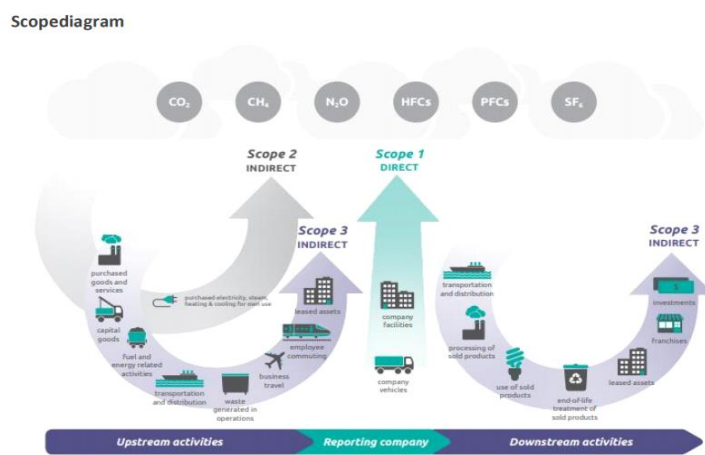 Scopediagram
CO₂
CH₄
N₂O
HFCs
PFCs
SF₆
Scope 2
INDIRECT
Scope 1
DIRECT
Scope 3
INDIRECT
Scope 3
INDIRECT
purchased
goods and
services
capital
goods
fuel and
energy related
activities
transportation
and distribution
waste
generated in
operations
business
travel
employee
commuting
leased assets
purchased electricity, steam,
heating & cooling for own use
company
facilities
company
vehicles
transportation
and distribution
processing of
sold products
use of sold
products
end-of-life
treatment of
sold products
leased assets
franchises
investments
$
Upstream activities
Reporting company
Downstream activities